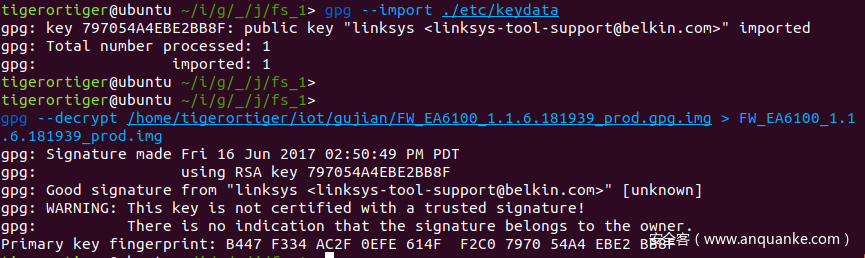 tigerortiger@ubuntu ~/i/g/_/j/fs_1> gpg --import ./etc/keydata
gpg: key 797054A4EBE2BB8F: public key "linksys <linksys-tool-support@belkin.com>" imported
gpg: Total number processed: 1
gpg:               imported: 1
tigerortiger@ubuntu ~/i/g/_/j/fs_1>
tigerortiger@ubuntu ~/i/g/_/j/fs_1>
gpg --decrypt /home/tigerortiger/iot/gujian/FW_EA6100_1.1.6.181939_prod.gpg.img > FW_EA6100_1.1
.6.181939_prod.img
gpg: Signature made Fri 16 Jun 2017 02:50:49 PM PDT
gpg:                using RSA key 797054A4EBE2BB8F
gpg: Good signature from "linksys <linksys-tool-support@belkin.com>" [unknown]
gpg: WARNING: This key is not certified with a trusted signature!
gpg:          There is no indication that the signature belongs to the owner.
Primary key fingerprint: B447 F334 AC2F 0EFE 614F  F2C0 7970 54A4 EBE2 BB8F
安全客（www.anquanke.com）